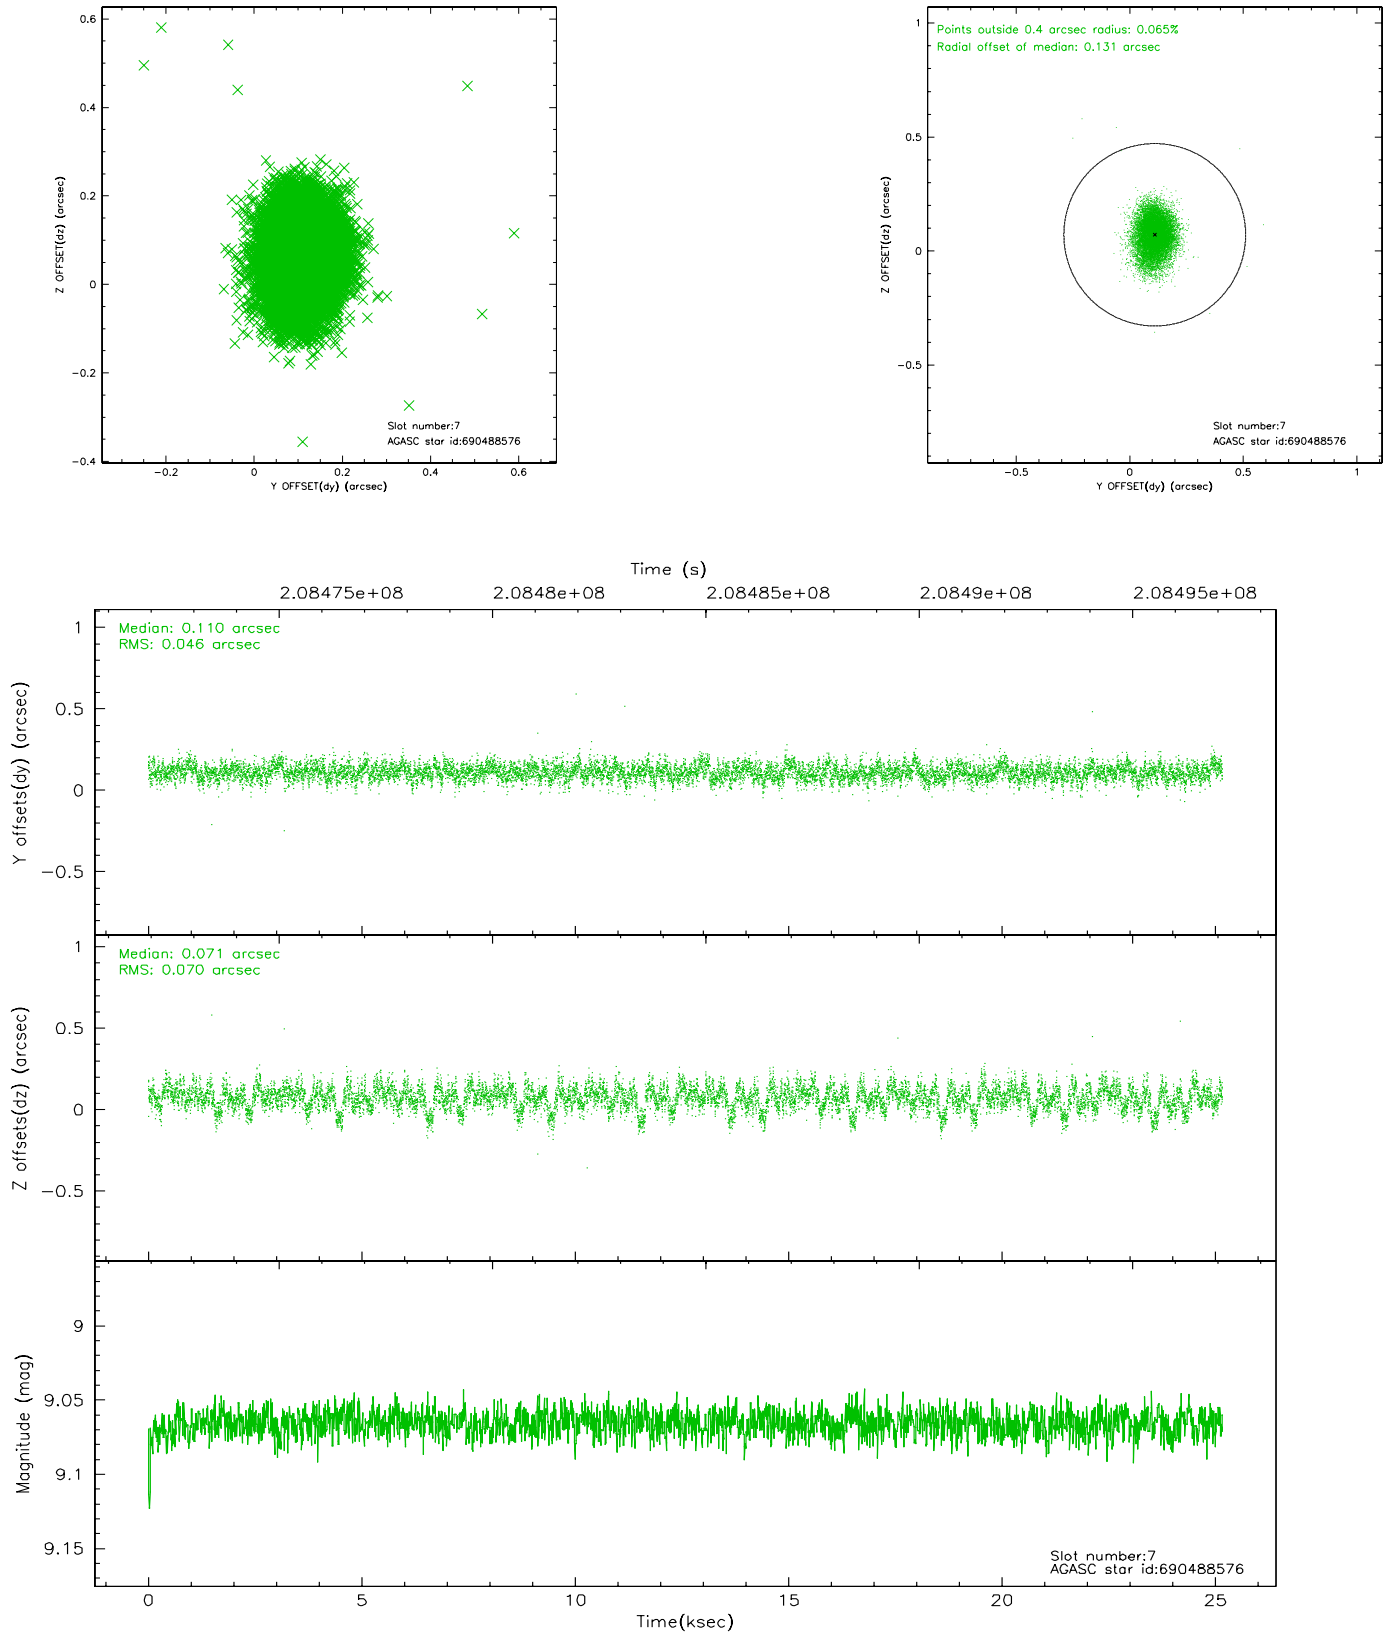 0.6
0.4
0.2
0
−0.2
−0.4
−0.2
0
0.2
0.4
0.6
Z OFFSET(dz) (arcsec)
Y OFFSET(dy) (arcsec)
Slot number:7
AGASC star id:690488576
Points outside 0.4 arcsec radius: 0.065%
Radial offset of median: 0.131 arcsec
1
0.5
0
−0.5
−0.5
0
0.5
1
Z OFFSET(dz) (arcsec)
Y OFFSET(dy) (arcsec)
Slot number:7
AGASC star id:690488576
Time (s)
2.08475e+08
2.0848e+08
2.08485e+08
2.0849e+08
2.08495e+08
Median: 0.110 arcsec
RMS: 0.046 arcsec
1
0.5
0
−0.5
Y offsets(dy) (arcsec)
Median: 0.071 arcsec
RMS: 0.070 arcsec
1
0.5
0
−0.5
Z offsets(dz) (arcsec)
9
9.05
9.1
9.15
Magnitude (mag)
Slot number:7
AGASC star id:690488576
0
5
10
15
20
25
Time(ksec)